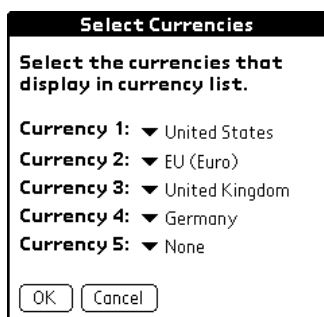 Select Currencies
Select the currencies that
display in currency list.
Currency 1: United States
Currency 2: EU (Euro)
Currency 3: United Kingdom
Currency 4: Germany
Currency 5: None
OK Cancel